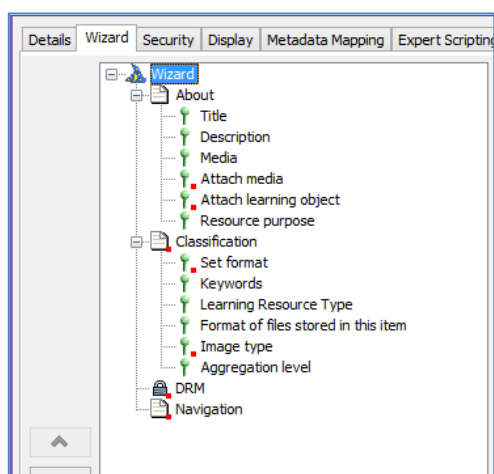 Details Wizard Security Display Metadata Mapping Expert Scripting
Wizard
About
Title
Description
Media
Attach media
Attach learning object
Resource purpose
Classification
Set format
Keywords
Learning Resource Type
Format of files stored in this item
Image type
Aggregation level
DRM
Navigation